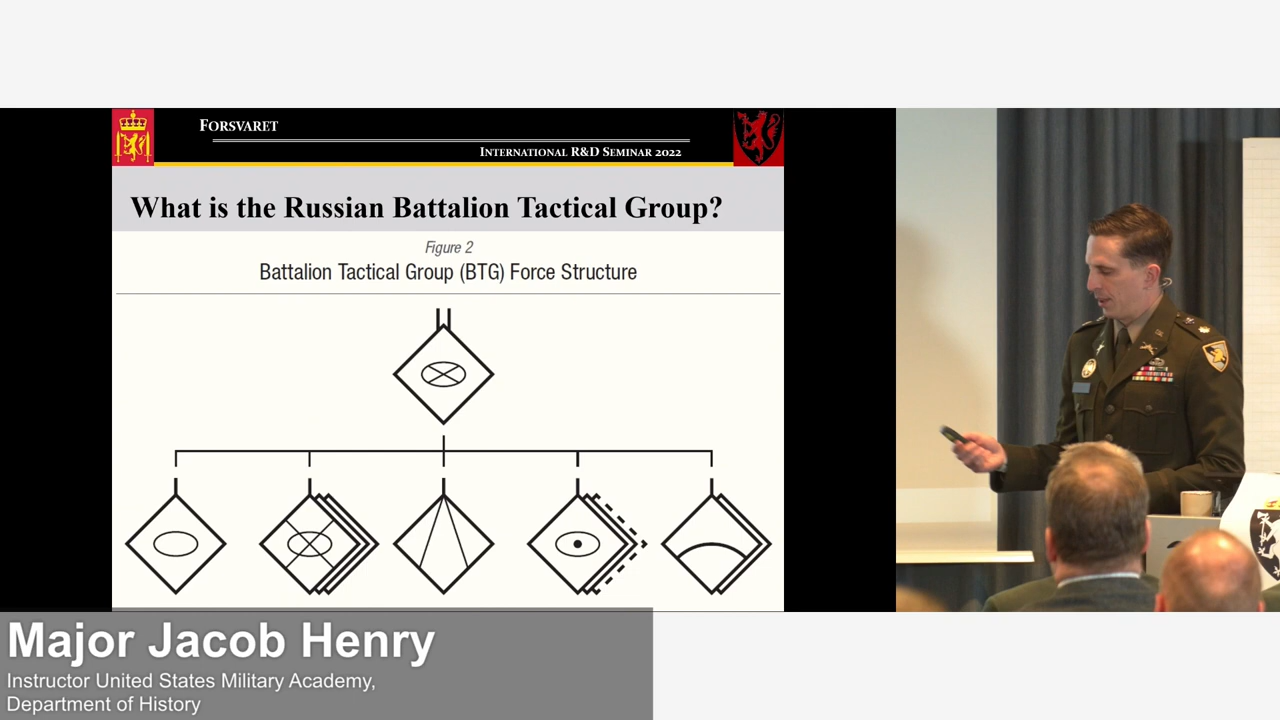 FORSVARET
INTERNATIONAL R&D SEMINAR 2022
What is the Russian Battalion Tactical Group?
Figure 2
Battalion Tactical Group (BTG) Force Structure
Major Jacob Henry
Instructor United States Military Academy,
Department of History